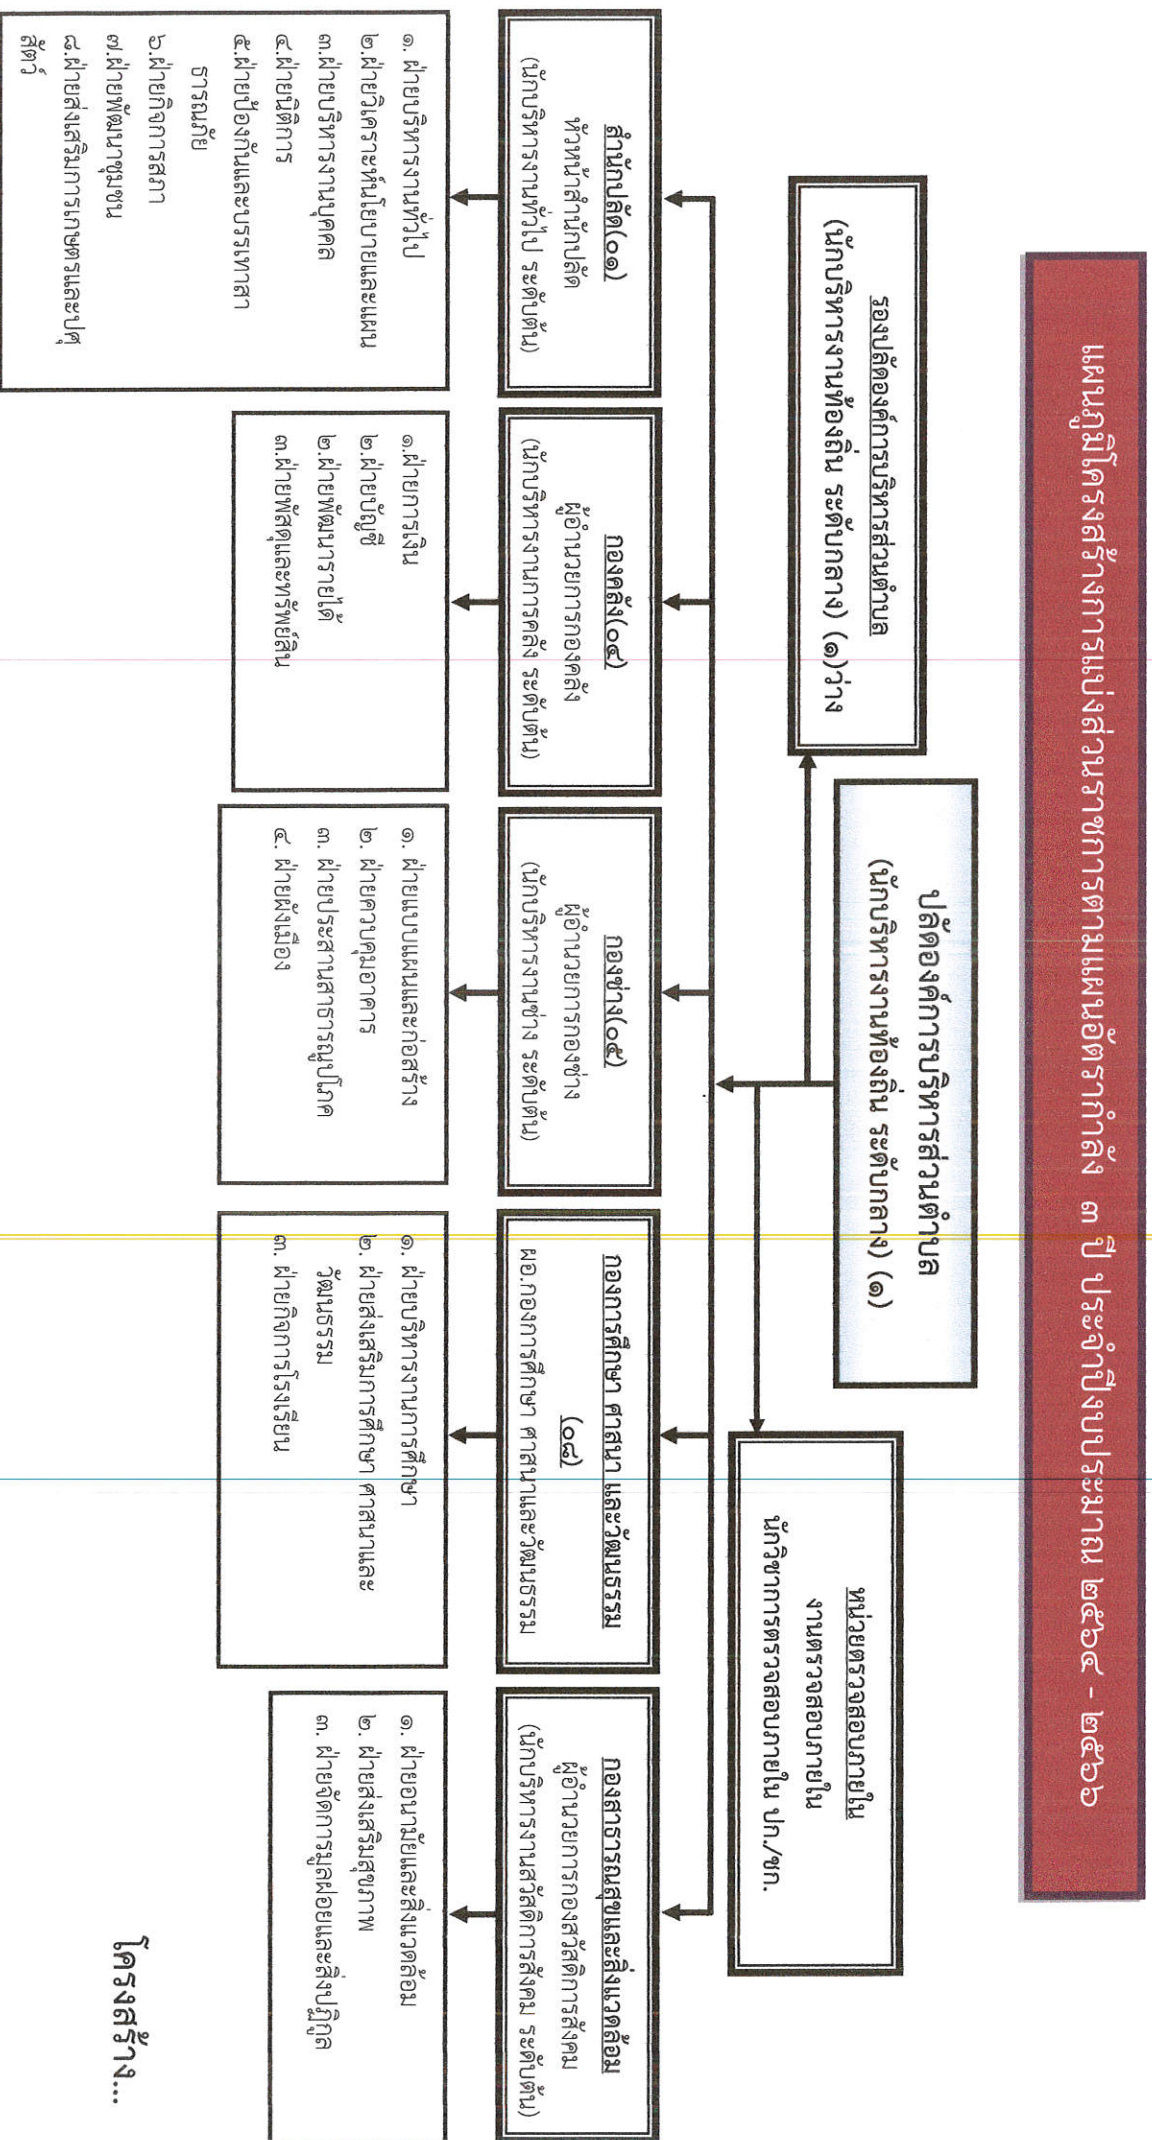 แผนภูมิโครงสร้างการแบ่งส่วนราชการตามแผนอัตรากำลัง ๓ ปี ประจำปีงบประมาณ ๒๕๖๔ - ๒๕๖๖
ปลัดองค์การบริหารส่วนตำบล
(นักบริหารงานท้องถิ่น ระดับกลาง) (๑)
รองปลัดองค์การบริหารส่วนตำบล
(นักบริหารงานท้องถิ่น ระดับกลาง) (๑)ว่าง
หน่วยตรวจสอบภายใน
งานตรวจสอบภายใน
นักวิชาการตรวจสอบภายใน ปก./ชก.
สำนักปลัด(๐๑)
หัวหน้าสำนักปลัด
(นักบริหารงานทั่วไป ระดับต้น)
กองคลัง(๐๔)
ผู้อำนวยการกองคลัง
(นักบริหารงานการคลัง ระดับต้น)
กองช่าง(๐๕)
ผู้อำนวยการกองช่าง
(นักบริหารงานช่าง ระดับต้น)
กองการศึกษา ศาสนา และวัฒนธรรม
(๐๘)
ผอ.กองการศึกษา ศาสนาและวัฒนธรรม
กองสาธารณสุขและสิ่งแวดล้อม
ผู้อำนวยการกองสวัสดิการสังคม
(นักบริหารงานสวัสดิการสังคม ระดับต้น)
๑. ฝ่ายบริหารงานทั่วไป
๒.ฝ่ายวิเคราะห์นโยบายและแผน
๓.ฝ่ายบริหารงานบุคคล
๔.ฝ่ายนิติการ
๕.ฝ่ายป้องกันและบรรเทาสา
ธารณภัย
๖.ฝ่ายกิจการสภา
๗.ฝ่ายพัฒนาชุมชน
๘.ฝ่ายส่งเสริมการเกษตรและปศุ
สัตว์
๑.ฝ่ายการเงิน
๒.ฝ่ายบัญชี
๒.ฝ่ายพัฒนารายได้
๓.ฝ่ายพัสดุและทรัพย์สิน
๑. ฝ่ายแบบแผนและก่อสร้าง
๒. ฝ่ายควบคุมอาคาร
๓. ฝ่ายประสานสาธารณูปโภค
๔. ฝ่ายผังเมือง
๑. ฝ่ายบริหารงานการศึกษา
๒. ฝ่ายส่งเสริมการศึกษา ศาสนาและ
วัฒนธรรม
๓. ฝ่ายกิจการโรงเรียน
๑. ฝ่ายอนามัยและสิ่งแวดล้อม
๒. ฝ่ายส่งเสริมสุขภาพ
๓. ฝ่ายจัดการมูลฝอยและสิ่งปฏิกูล
โครงสร้าง...